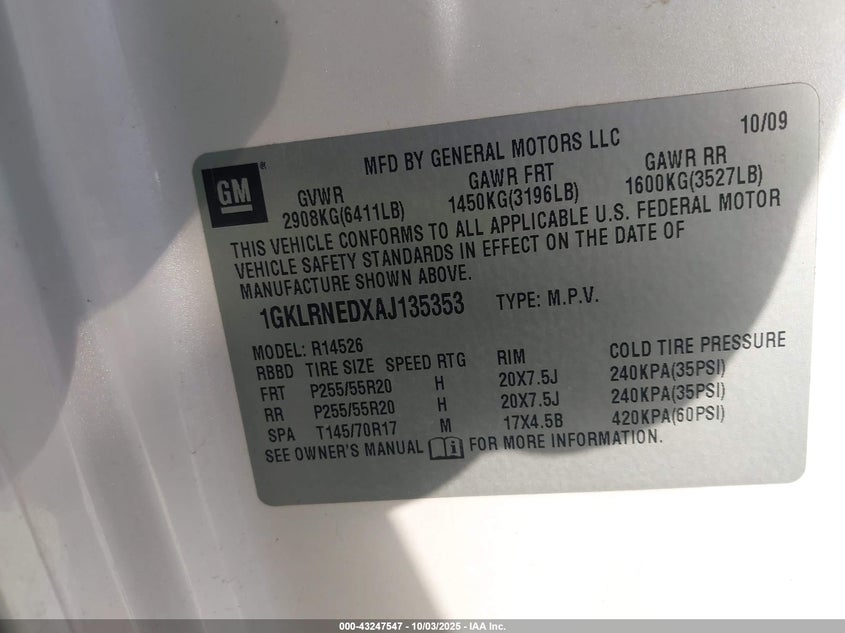 10/09
MFD BY GENERAL MOTORS LLC
GM®
GVWR GAWR FRT GAWR RR
2908KG(6411LB) 1450KG(3196LB) 1600KG(3527LB)
THIS VEHICLE CONFORMS TO ALL APPLICABLE U.S. FEDERAL MOTOR
VEHICLE SAFETY STANDARDS IN EFFECT ON THE DATE OF
MANUFACTURE SHOWN ABOVE.
1GKLRNEDXAJ135353 TYPE: M.P.V.
MODEL: R14526
RBBD TIRE SIZE SPEED RTG RIM COLD TIRE PRESSURE
FRT P255/55R20 H 20X7.5J 240KPA(35PSI)
RR P255/55R20 H 20X7.5J 240KPA(35PSI)
SPA T145/70R17 M 17X4.5B 420KPA(60PSI)
SEE OWNER'S MANUAL FOR MORE INFORMATION.
000-43247547 - 10/03/2025 - IAA Inc.